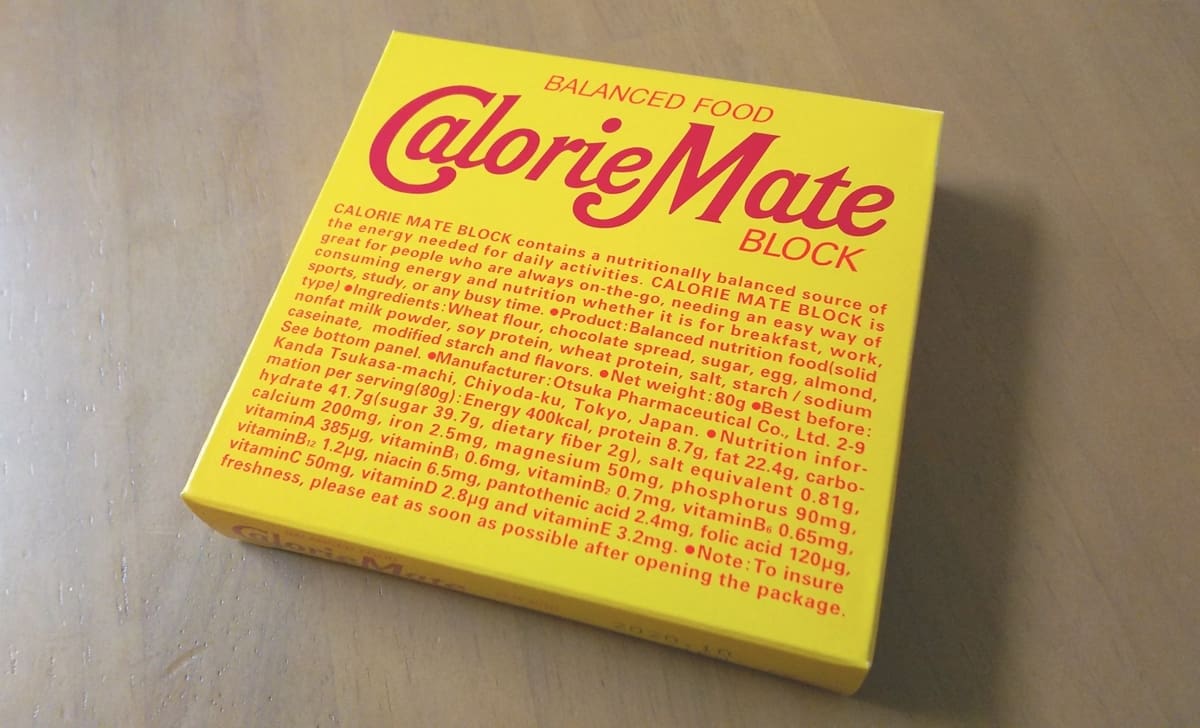 BALANCED FOOD
CalorieMate
BLOCK
CALORIE MATE BLOCK contains a nutritionally balanced source of
the energy needed for daily activities. CALORIE MATE BLOCK is
great for people who are always on-the-go, needing an easy way of
consuming energy and nutrition whether it is for breakfast, work,
sports, study, or any busy time. ●Product:Balanced nutrition food(solid
type) ●Ingredients:Wheat flour, chocolate spread, sugar, egg, almond,
nonfat milk powder, soy protein, wheat protein, salt, starch / sodium
caseinate, modified starch and flavors. ●Net weight:80g ●Best before:
See bottom panel. ●Manufacturer:Otsuka Pharmaceutical Co., Ltd. 2-9
Kanda Tsukasa-machi, Chiyoda-ku, Tokyo, Japan. ●Nutrition infor-
mation per serving(80g):Energy 400kcal, protein 8.7g, fat 22.4g, carbo-
hydrate 41.7g(sugar 39.7g, dietary fiber 2g), salt equivalent 0.81g,
calcium 200mg, iron 2.5mg, magnesium 50mg, phosphorus 90mg,
vitaminA 385µg, vitaminB₁ 0.6mg, vitaminB₂ 0.7mg, vitaminB₆ 0.65mg,
vitaminB₁₂ 1.2µg, niacin 6.5mg, pantothenic acid 2.4mg, folic acid 120µg,
vitaminC 50mg, vitaminD 2.8µg and vitaminE 3.2mg. ●Note:To insure
freshness, please eat as soon as possible after opening the package.
CalorieMate
2020.10